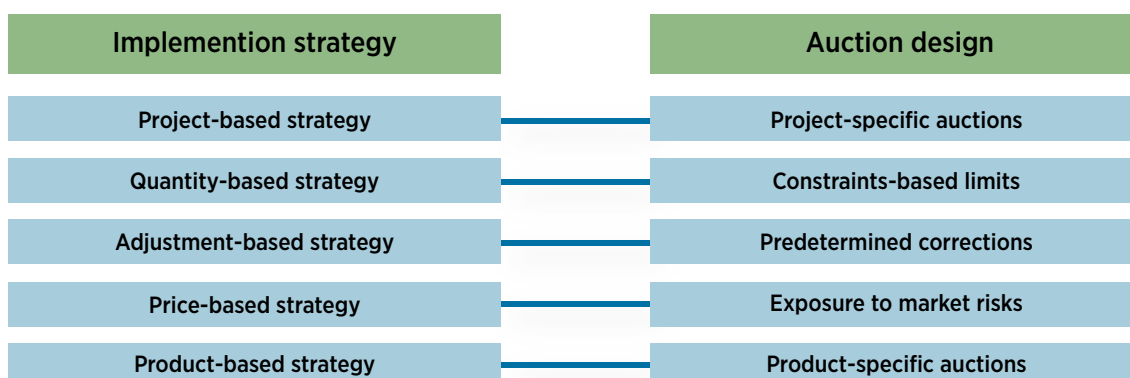 Implemention strategy
Auction design
Project-based strategy
Project-specific auctions
Quantity-based strategy
Constraints-based limits
Adjustment-based strategy
Predetermined corrections
Price-based strategy
Exposure to market risks
Product-based strategy
Product-specific auctions